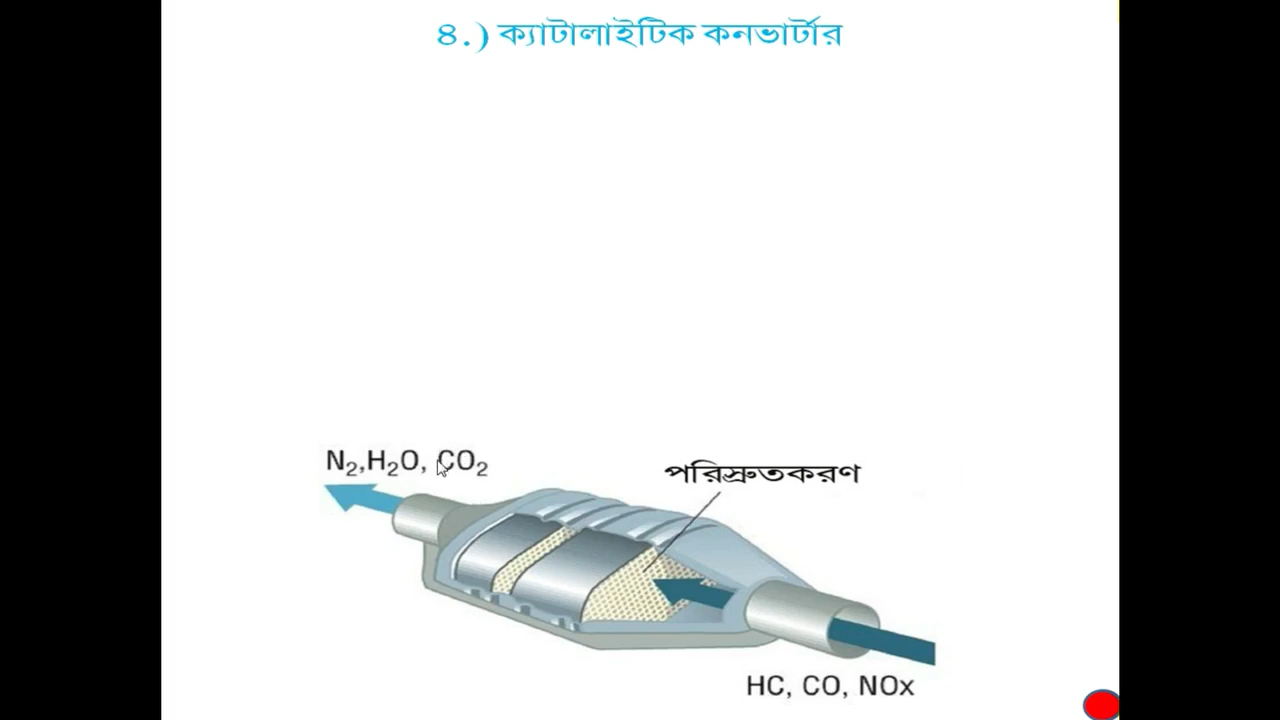 ৪.) ক্যাটালাইটিক কনভার্টার
N₂,H₂O, CO₂
পরিস্রুতকরণ
HC, CO, NOx